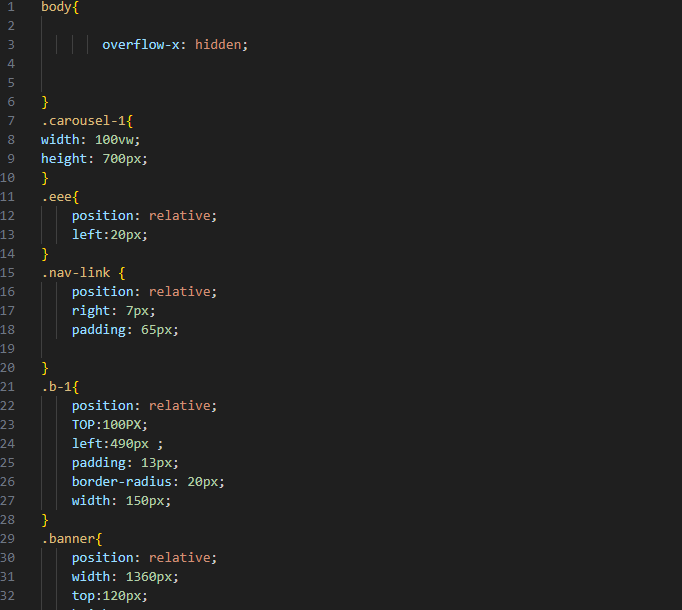 1 body{
2
3 overflow-x: hidden;
4
5
6 }
7 .carousel-1{
8 width: 100vw;
9 height: 700px;
10 }
11 .eee{
12 position: relative;
13 left:20px;
14 }
15 .nav-link {
16 position: relative;
17 right: 7px;
18 padding: 65px;
19
20 }
21 .b-1{
22 position: relative;
23 TOP:100PX;
24 left:490px ;
25 padding: 13px;
26 border-radius: 20px;
27 width: 150px;
28 }
29 .banner{
30 position: relative;
31 width: 1360px;
32 top:120px;